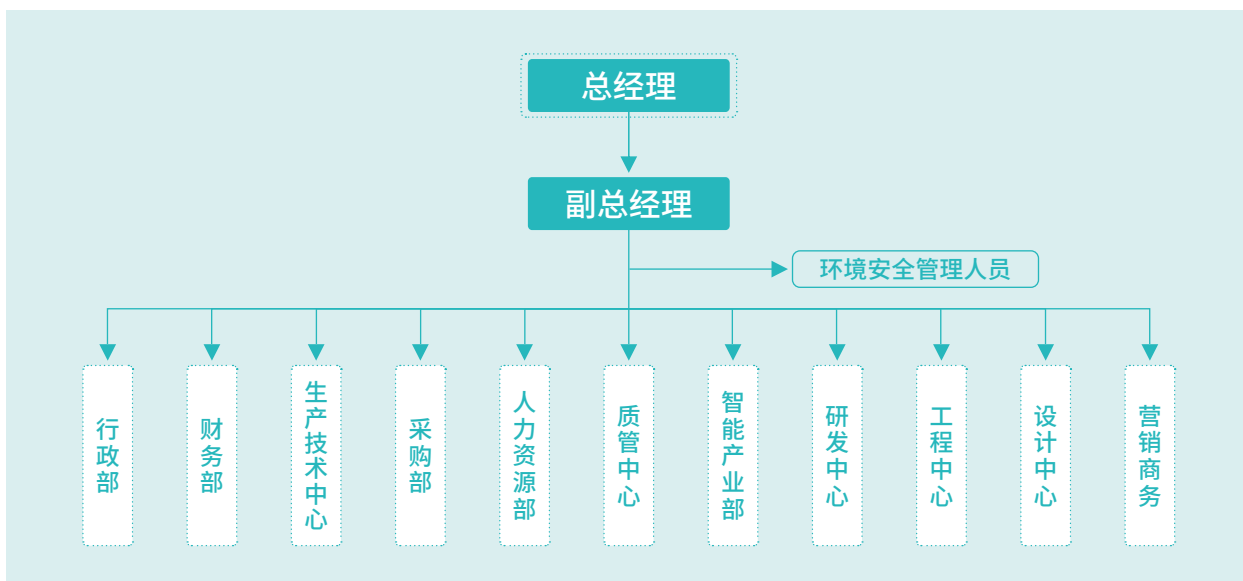 总经理
副总经理
环境安全管理人员
行政部
财务部
生产技术中心
采购部
人力资源部
质管中心
智能产业部
研发中心
工程中心
设计中心
营销商务